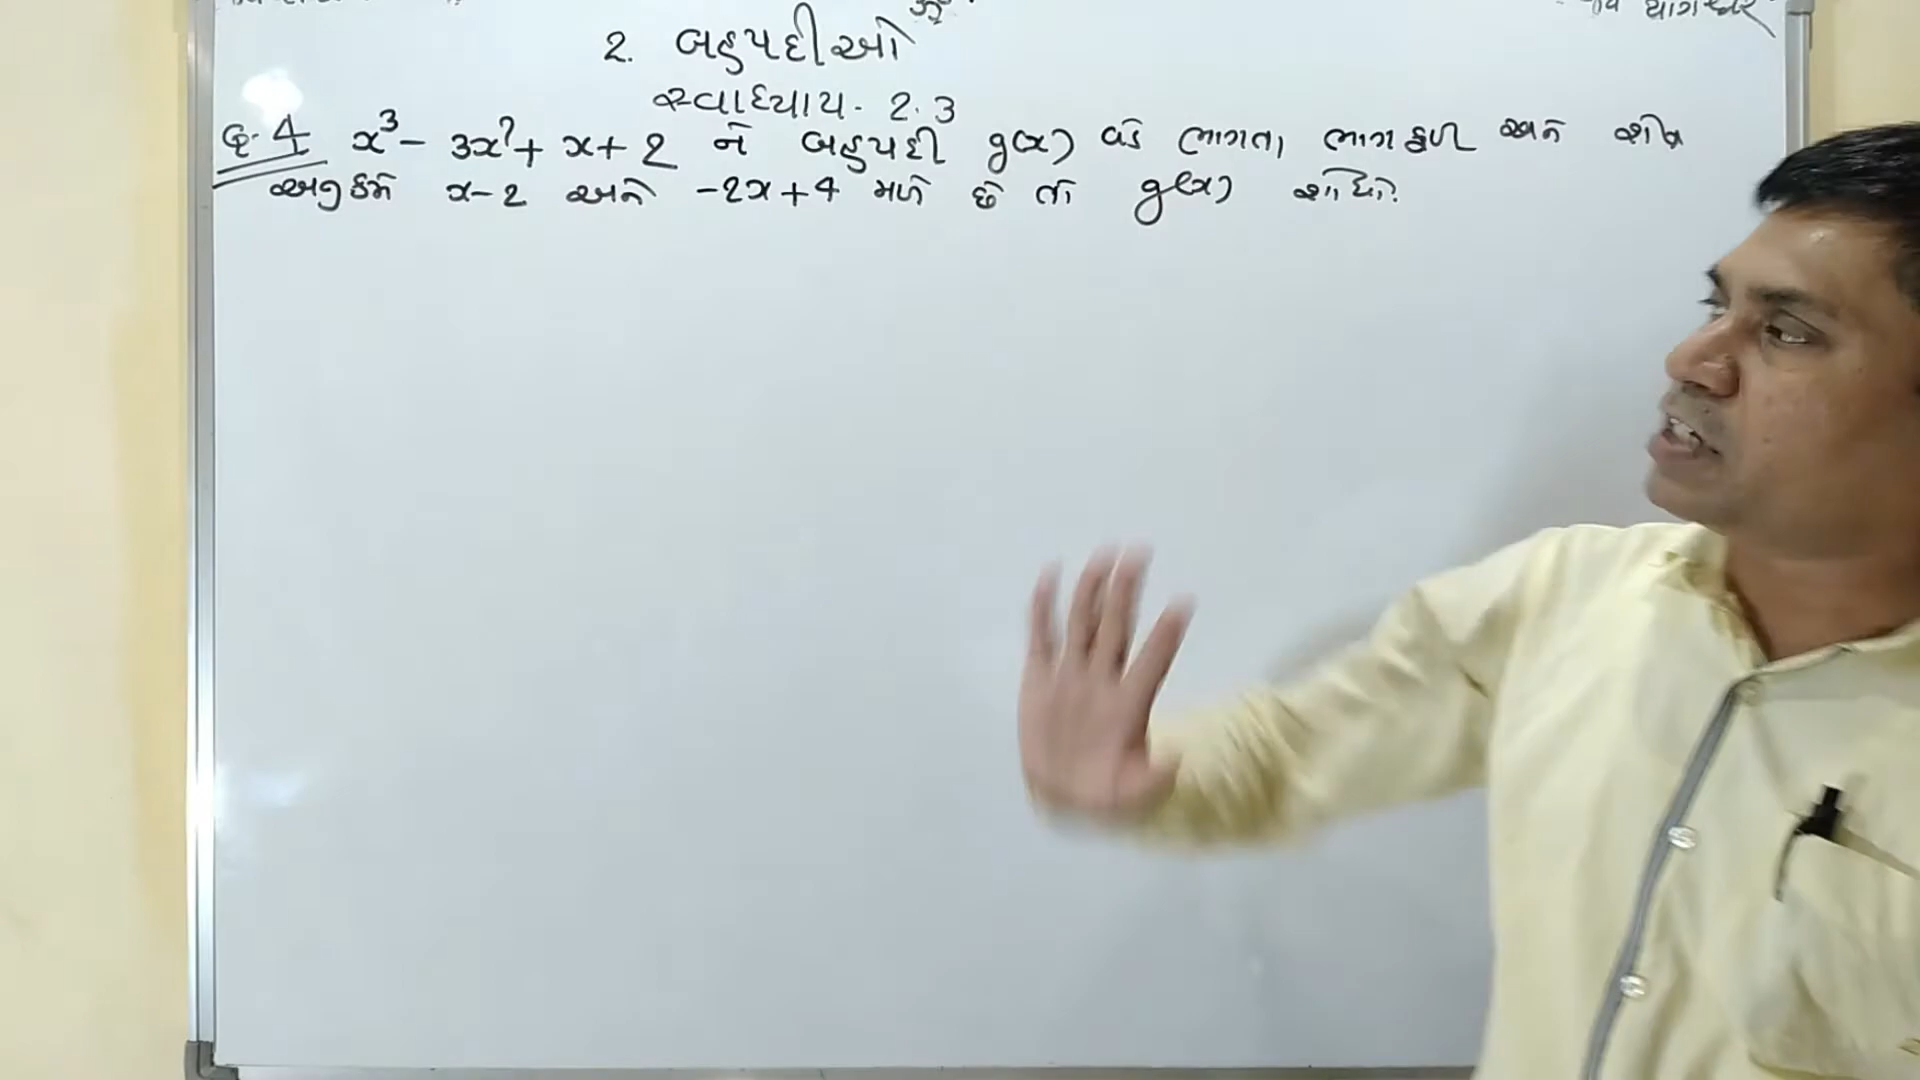 2. બહુપદીઓ
સ્વાધ્યાય- 2.3
દા. 4 x³- 3x²+ x+2 ને બહુપદી g(x) વડે ભાગતા ભાગફળ અને શેષ
અનુક્રમે x-2 અને -2x+4 મળે છે તો g(x) શોધો.